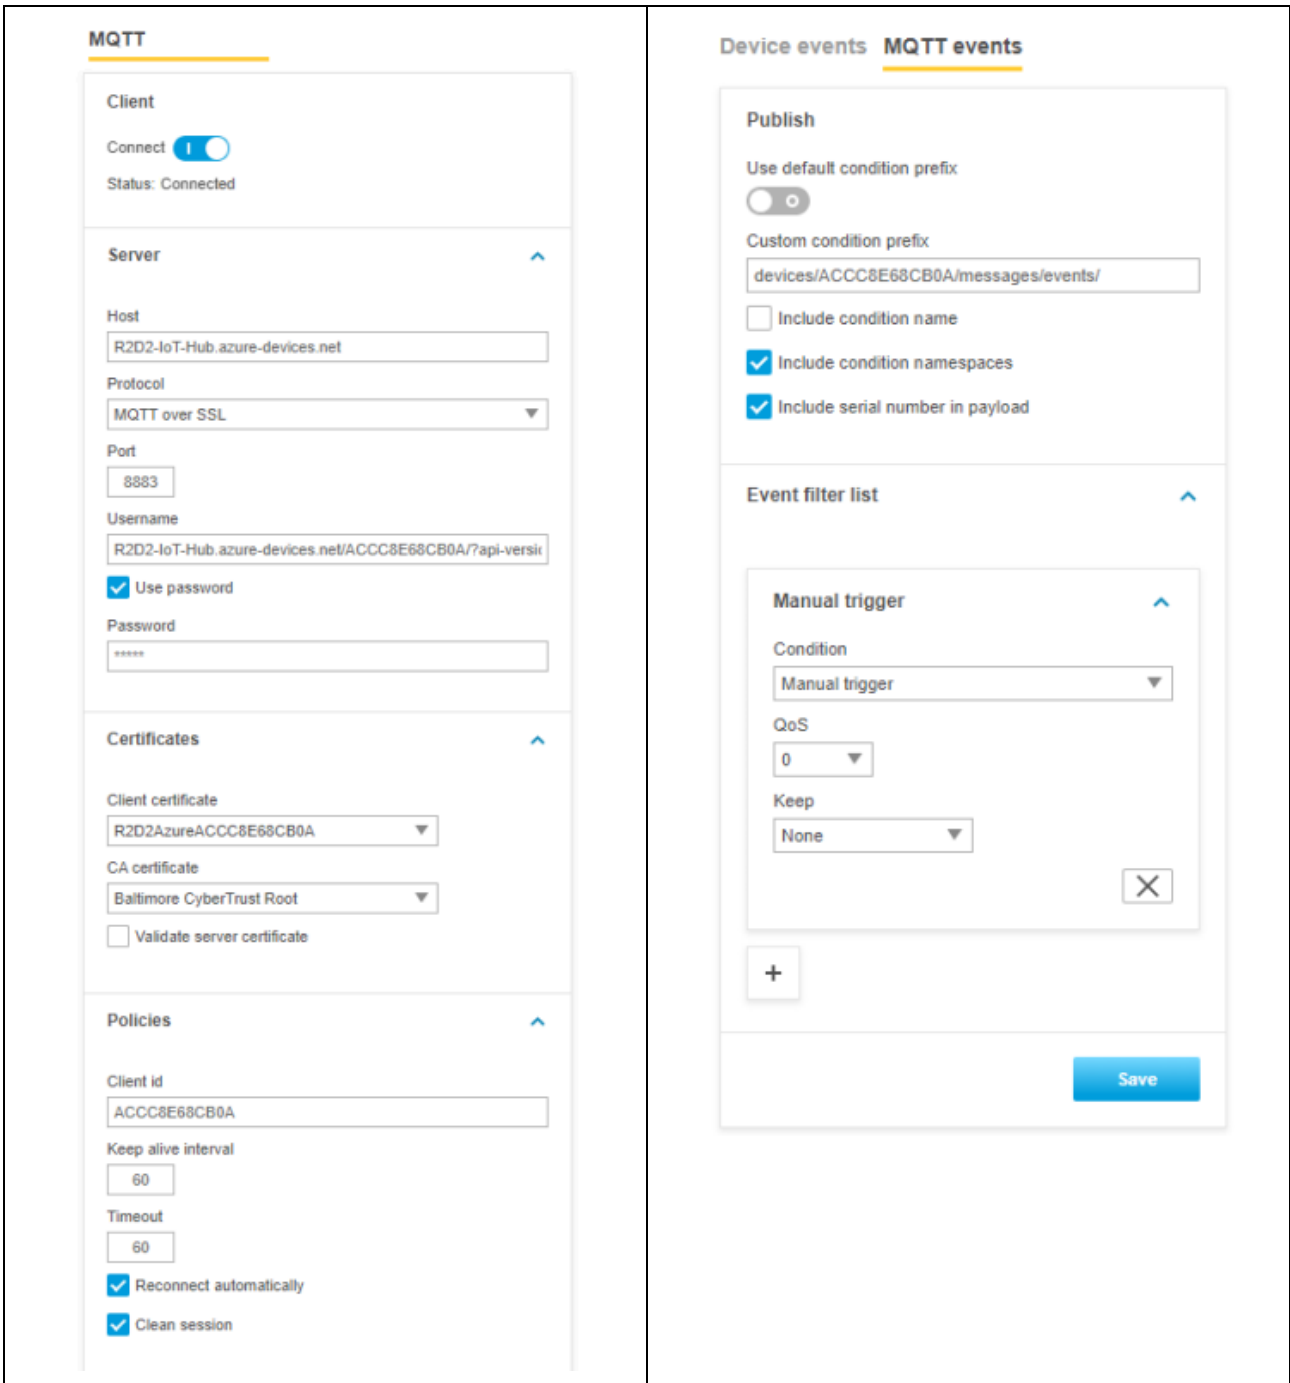 MQTT
Client
Connect
Status: Connected
Server
Host
R2D2-IoT-Hub.azure-devices.net
Protocol
MQTT over SSL
Port
8883
Username
R2D2-IoT-Hub.azure-devices.net/ACCC8E68CB0A/?api-versi
Use password
Password
*****
Certificates
Client certificate
R2D2AzureACCC8E68CB0A
CA certificate
Baltimore CyberTrust Root
Validate server certificate
Policies
Client id
ACCC8E68CB0A
Keep alive interval
60
Timeout
60
Reconnect automatically
Clean session
Device events MQTT events
Publish
Use default condition prefix
Custom condition prefix
devices/ACCC8E68CB0A/messages/events/
Include condition name
Include condition namespaces
Include serial number in payload
Event filter list
Manual trigger
Condition
Manual trigger
QoS
0
Keep
None
Save